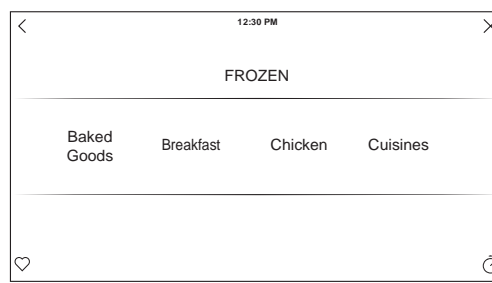 12:30 PM
FROZEN
Baked
Goods
Breakfast
Chicken
Cuisines